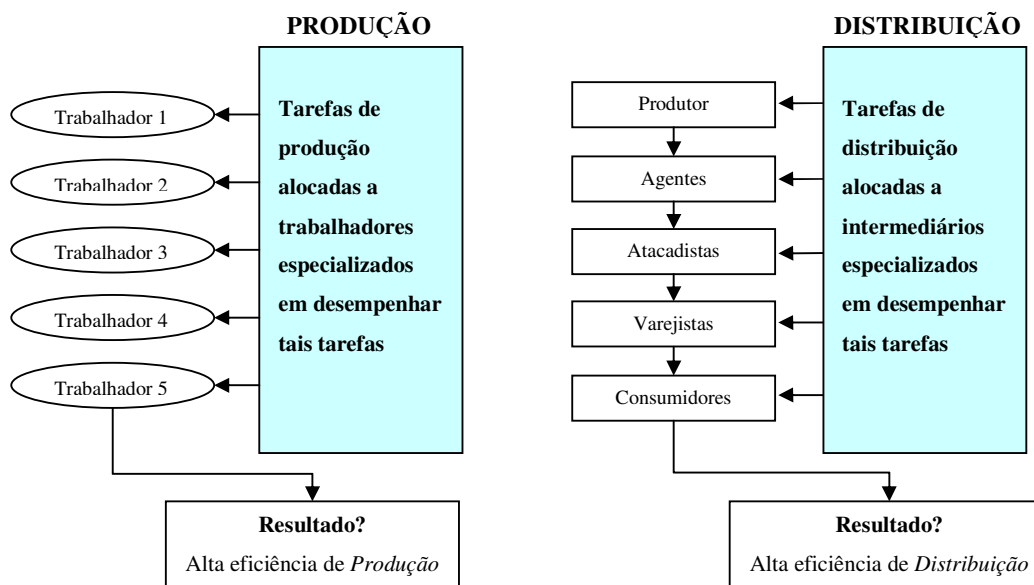 PRODUÇÃO
Trabalhador 1
Trabalhador 2
Trabalhador 3
Trabalhador 4
Trabalhador 5
Tarefas de
produção
alocadas a
trabalhadores
especializados
em desempenhar
tais tarefas
Resultado?
Alta eficiência de Produção
DISTRIBUIÇÃO
Produtor
Agentes
Atacadistas
Varejistas
Consumidores
Tarefas de
distribuição
alocadas a
intermediários
especializados
em desempenhar
tais tarefas
Resultado?
Alta eficiência de Distribuição